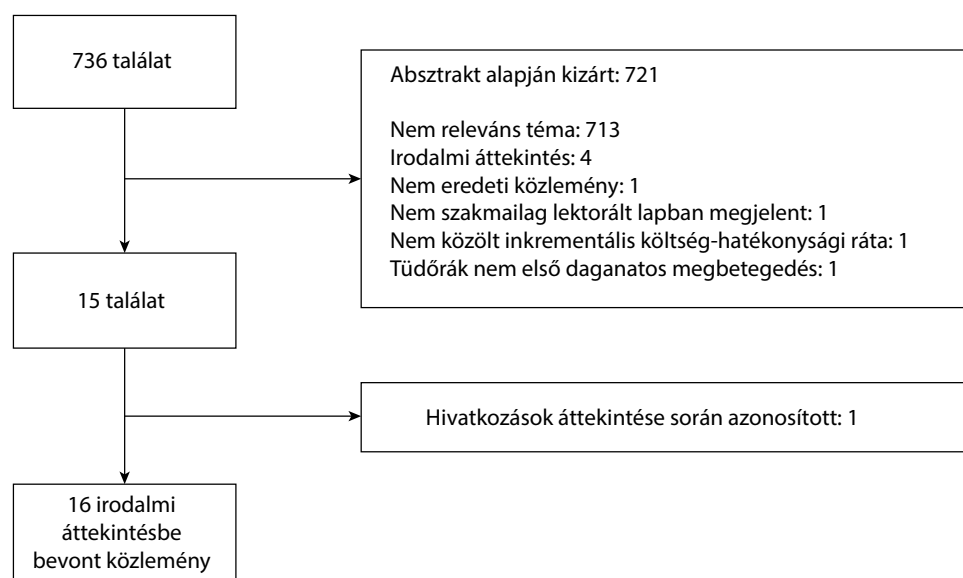 736 találat
Absztrakt alapján kizárt: 721
Nem releváns téma: 713
Irodalmi áttekintés: 4
Nem eredeti közlemény: 1
Nem szakmailag lektorált lapban megjelent: 1
Nem közölt inkrementális költség-hatékonysági ráta: 1
Tüdőrák nem első daganatos megbetegedés: 1
15 találat
Hivatkozások áttekintése során azonosított: 1
16 irodalmi
áttekintésbe
bevont közlemény